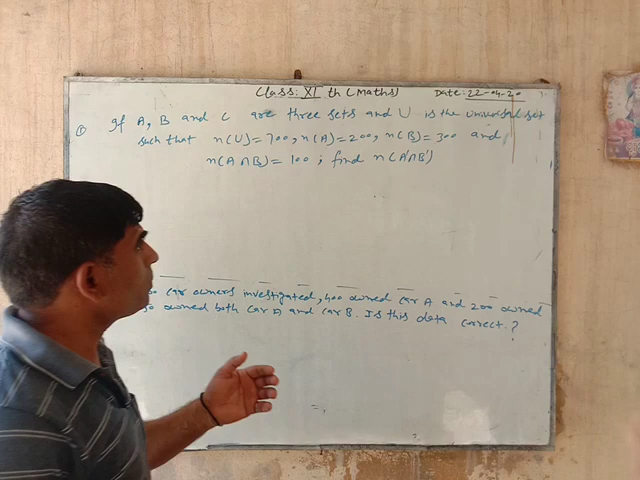 Class: XI th (Maths) Date: 22-04-20
① If A, B and C are three sets and U is the universal set
such that n(U)=700, n(A)=200, n(B)=300 and
n(A∩B)=100; find n(A'∩B')
car owners investigated, 400 owned car A and 200 owned
owned both car A and car B. Is this data correct?